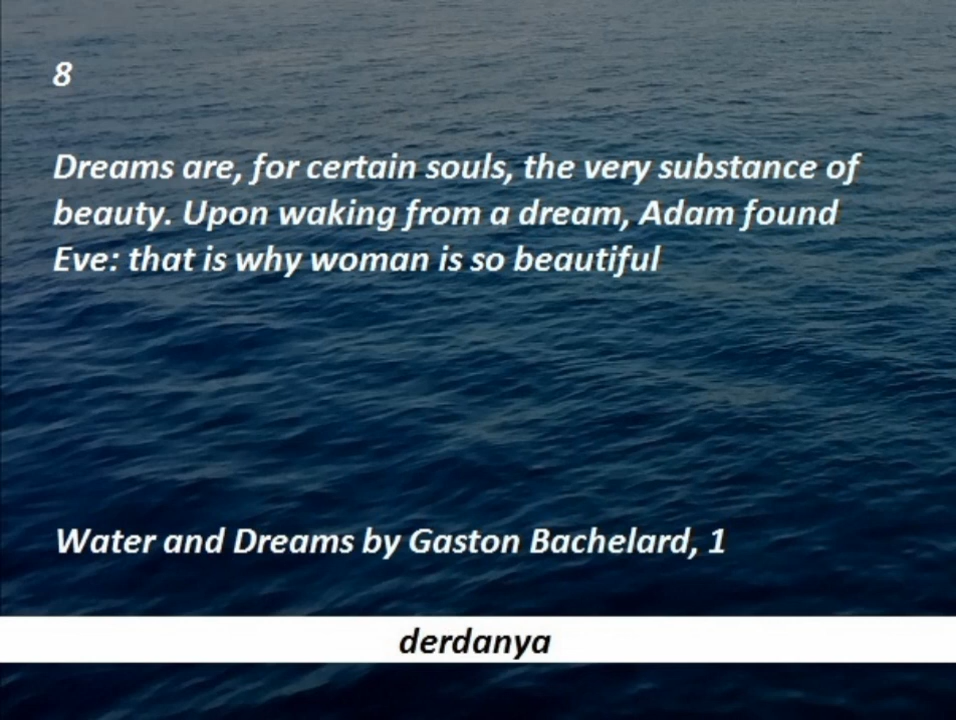 8
Dreams are, for certain souls, the very substance of
beauty. Upon waking from a dream, Adam found
Eve: that is why woman is so beautiful
Water and Dreams by Gaston Bachelard, 1
derdanya